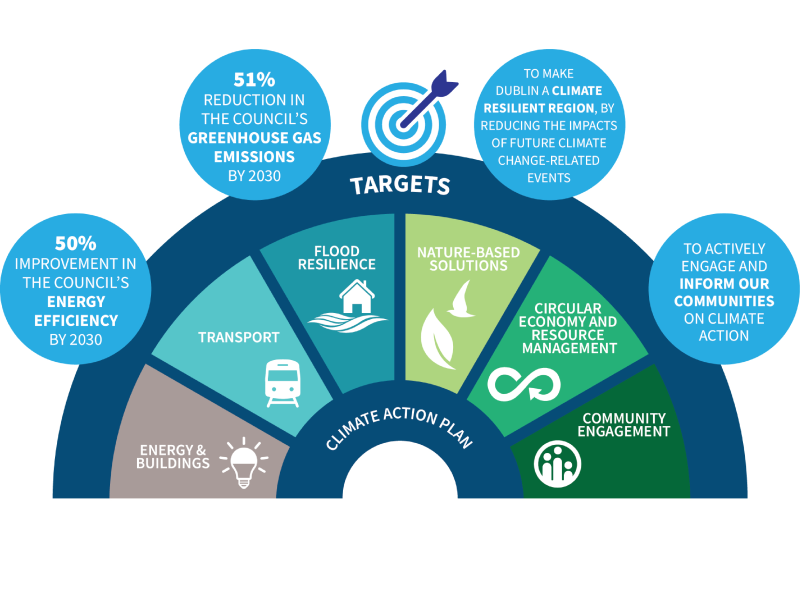 51%
REDUCTION IN
THE COUNCIL'S
GREENHOUSE GAS
EMISSIONS
BY 2030
TO MAKE
DUBLIN A CLIMATE
RESILIENT REGION, BY
REDUCING THE IMPACTS
OF FUTURE CLIMATE
CHANGE-RELATED
EVENTS
TARGETS
50%
IMPROVEMENT IN
THE COUNCIL'S
ENERGY
EFFICIENCY
BY 2030
TO ACTIVELY
ENGAGE AND
INFORM OUR
COMMUNITIES
ON CLIMATE
ACTION
ENERGY &
BUILDINGS
TRANSPORT
FLOOD
RESILIENCE
NATURE-BASED
SOLUTIONS
CIRCULAR
ECONOMY AND
RESOURCE
MANAGEMENT
COMMUNITY
ENGAGEMENT
CLIMATE ACTION PLAN